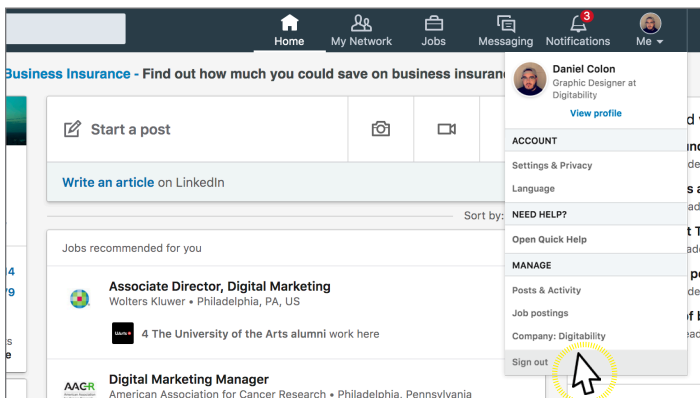 3
Home
My Network
Jobs
Messaging
Notifications
Me
Business Insurance - Find out how much you could save on business insuran
Daniel Colon
Graphic Designer at
Digitability
View profile
Start a post
Write an article on LinkedIn
Sort by:
ACCOUNT
Settings & Privacy
Language
NEED HELP?
Open Quick Help
MANAGE
Posts & Activity
Job postings
Company: Digitability
Sign out
Jobs recommended for you
Associate Director, Digital Marketing
Wolters Kluwer • Philadelphia, PA, US
UArts
4 The University of the Arts alumni work here
AACR
American Association
Digital Marketing Manager
American Association for Cancer Research • Philadelphia, Pennsylvania